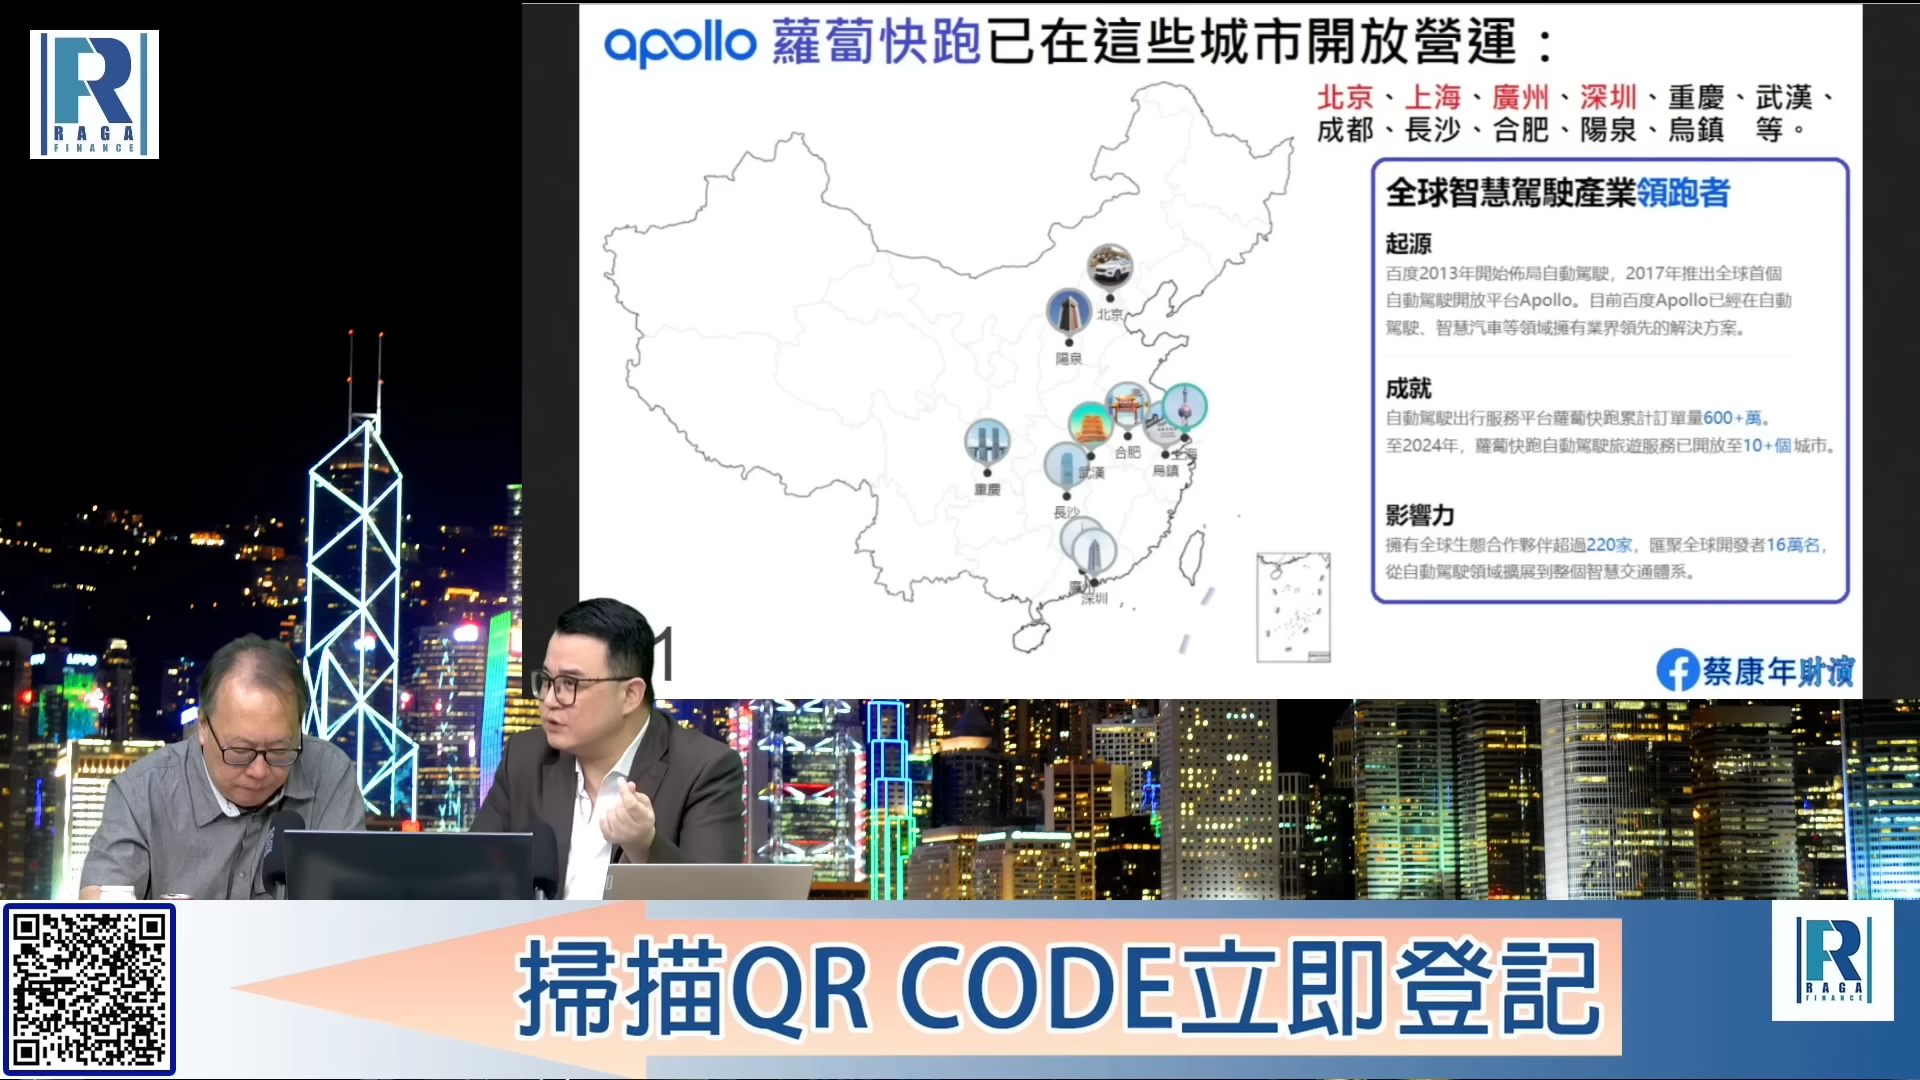 RAGA
FINANCE
apollo 蘿蔔快跑已在這些城市開放營運：
北京、上海、廣州、深圳、重慶、武漢、
成都、長沙、合肥、陽泉、烏鎮 等。
全球智慧駕駛產業領跑者
起源
百度2013年開始佈局自動駕駛，2017年推出全球首個
自動駕駛開放平台Apollo。目前百度Apollo已經在自動
駕駛、智慧汽車等領域擁有業界領先的解決方案。
成就
自動駕駛出行服務平台蘿蔔快跑累計訂單量600+萬。
至2024年，蘿蔔快跑自動駕駛旅遊服務已開放至10+個城市。
影響力
擁有全球生態合作夥伴超過220家，匯聚全球開發者16萬名，
從自動駕駛領域擴展到整個智慧交通體系。
北京
陽泉
合肥
上海
武漢
烏鎮
重慶
長沙
廣州
深圳
1
蔡康年財演
LIPPO
掃描QR CODE立即登記
RAGA
FINANCE